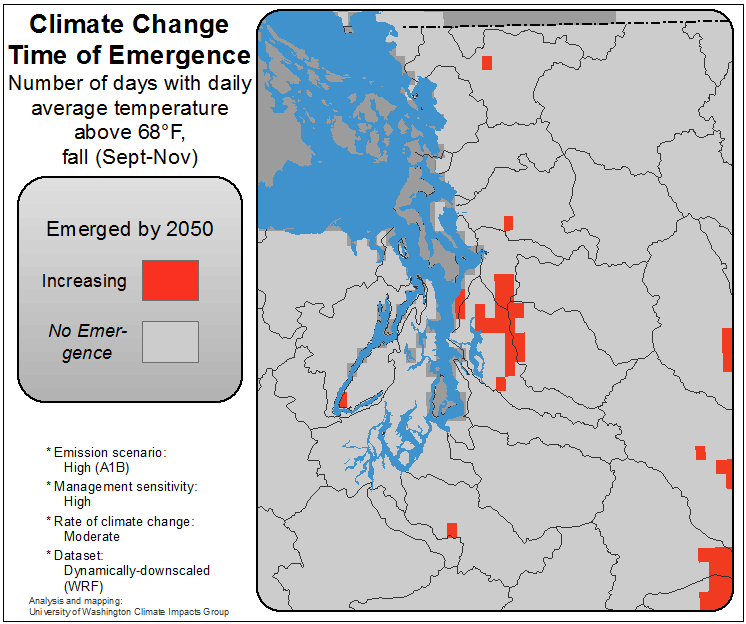 Climate Change
Time of Emergence
Number of days with daily
average temperature
above 68°F,
fall (Sept-Nov)
Emerged by 2050
Increasing
No Emer-
gence
* Emission scenario:
High (A1B)
* Management sensitivity:
High
* Rate of climate change:
Moderate
* Dataset:
Dynamically-downscaled
(WRF)
Analysis and mapping:
University of Washington Climate Impacts Group